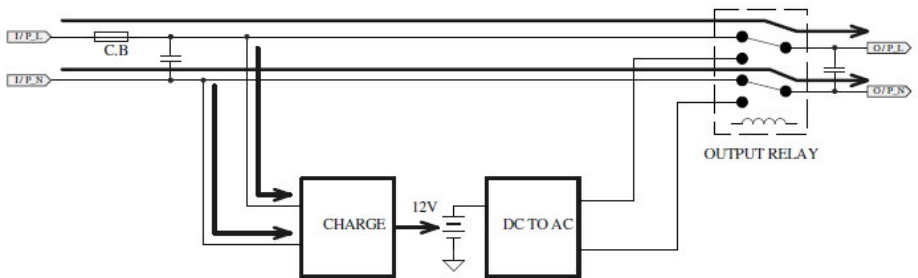 I/P_L
C.B
O/P_L
I/P_N
O/P_N
OUTPUT RELAY
12V
CHARGE
DC TO AC